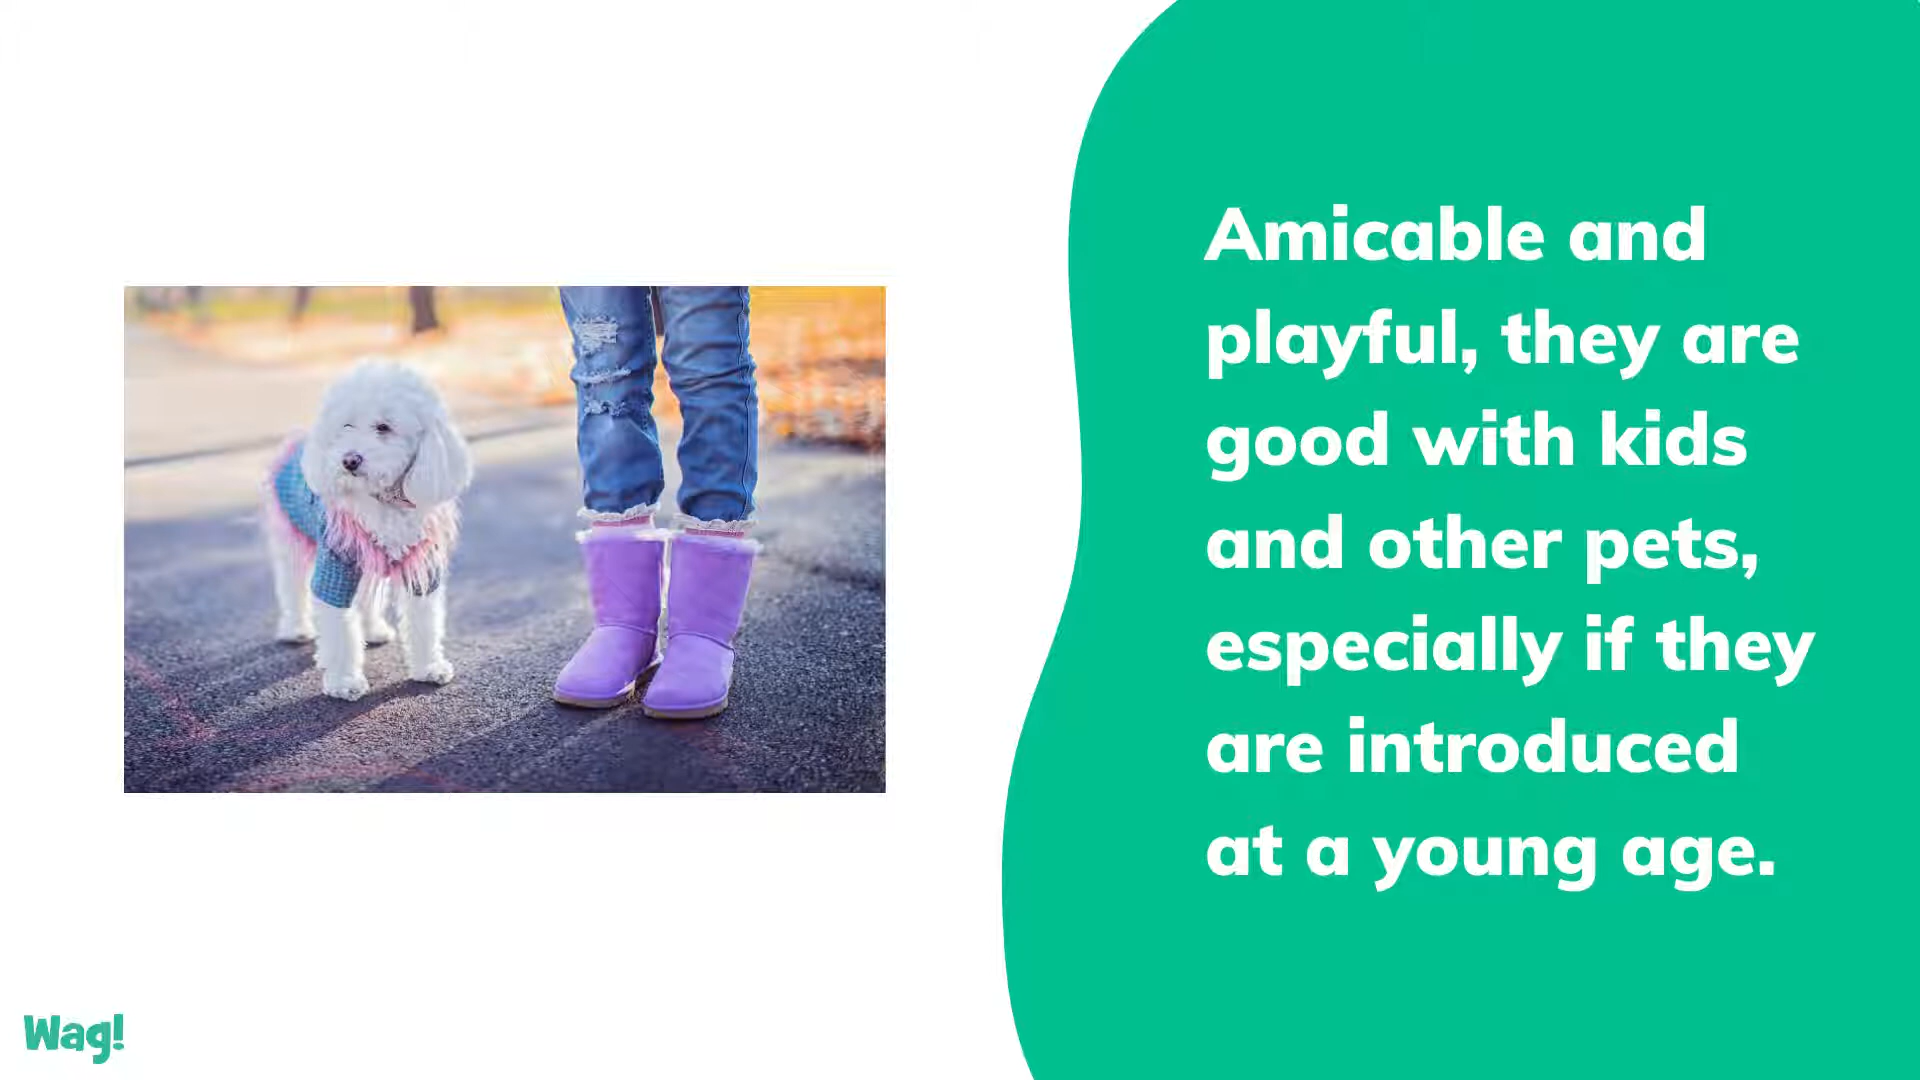 Amicable and
playful, they are
good with kids
and other pets,
especially if they
are introduced
at a young age.
Wag!